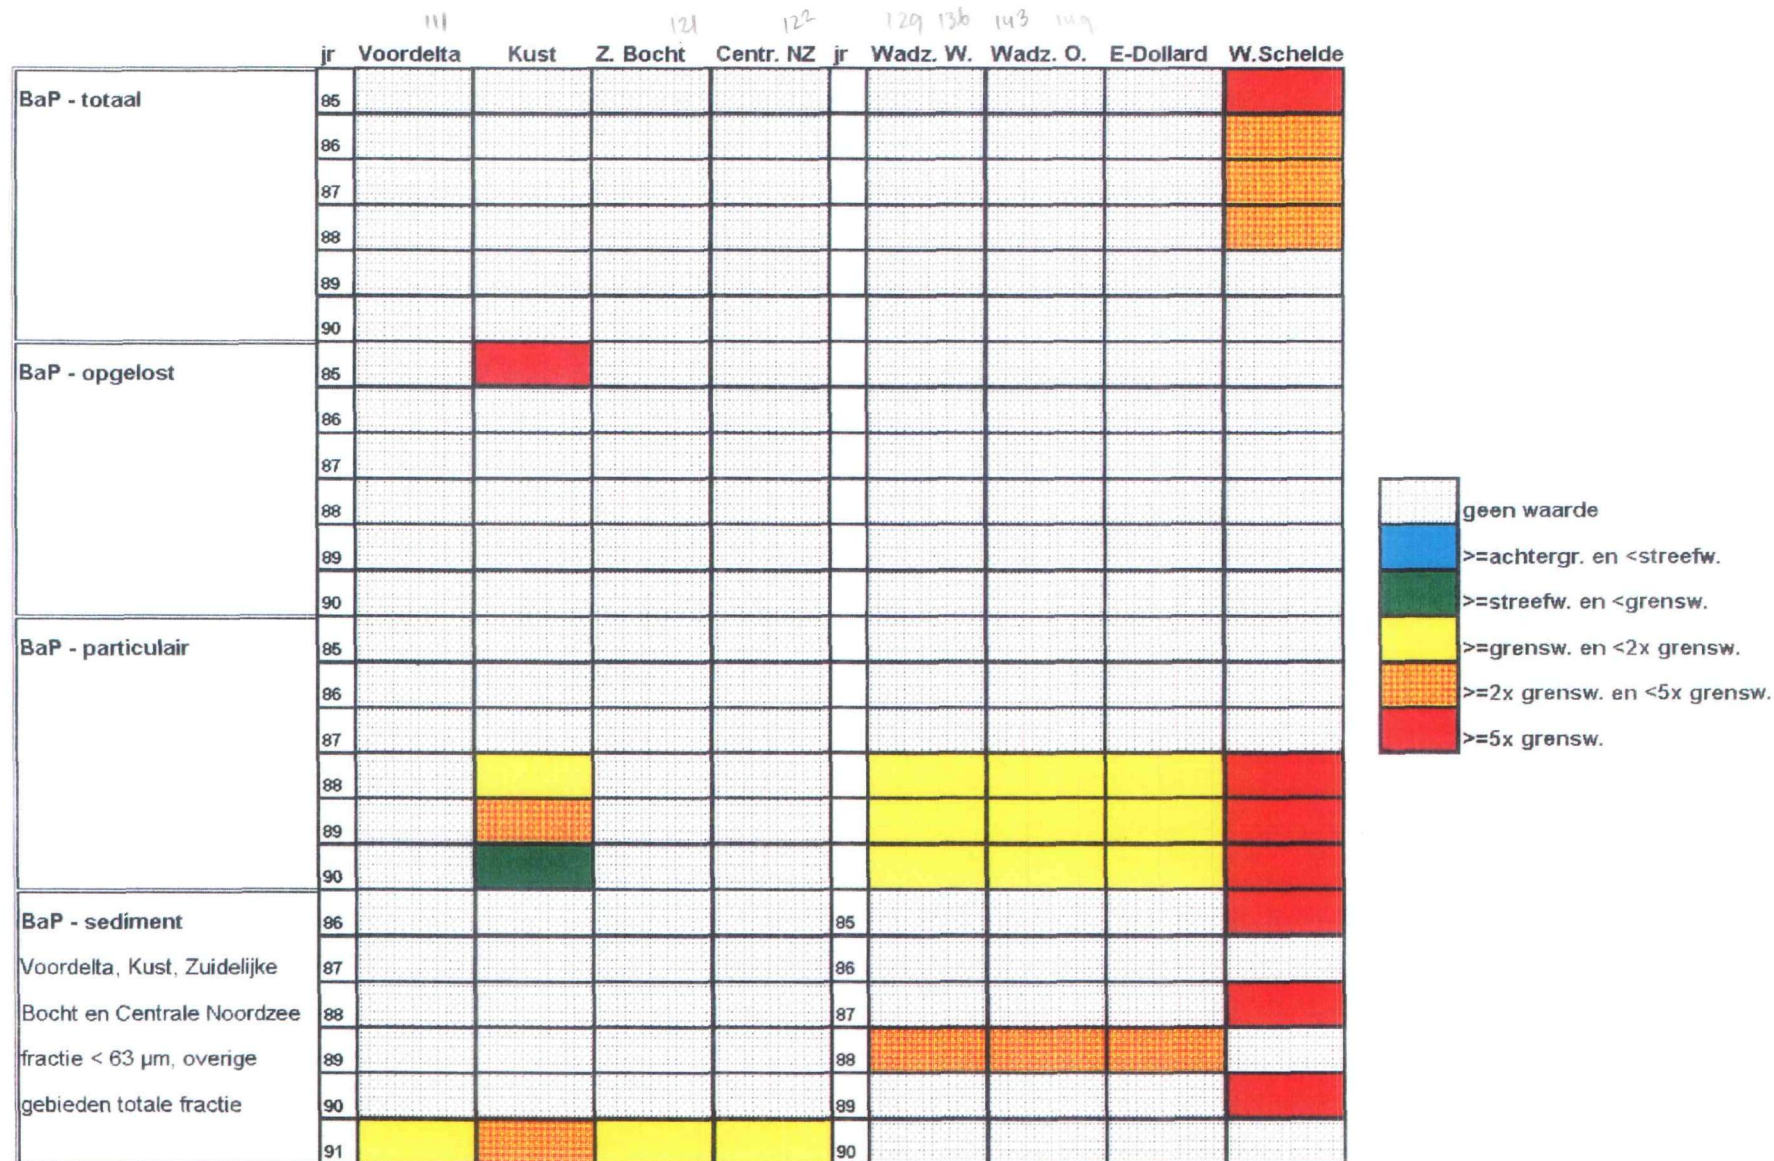 111 121 122 129 136 143 149
jr Voordelta Kust Z. Bocht Centr. NZ jr Wadz. W. Wadz. O. E-Dollard W.Schelde
BaP - totaal 85
86
87
88
89
90
BaP - opgelost 85
86
87
88
89
90
BaP - particulair 85
86
87
88
89
90
BaP - sediment 86 85
Voordelta, Kust, Zuidelijke 87 86
Bocht en Centrale Noordzee 88 87
fractie < 63 µm, overige 89 88
gebieden totale fractie 90 89
91 90
geen waarde
>=achtergr. en <streefw.
>=streefw. en <grensw.
>=grensw. en <2x grensw.
>=2x grensw. en <5x grensw.
>=5x grensw.